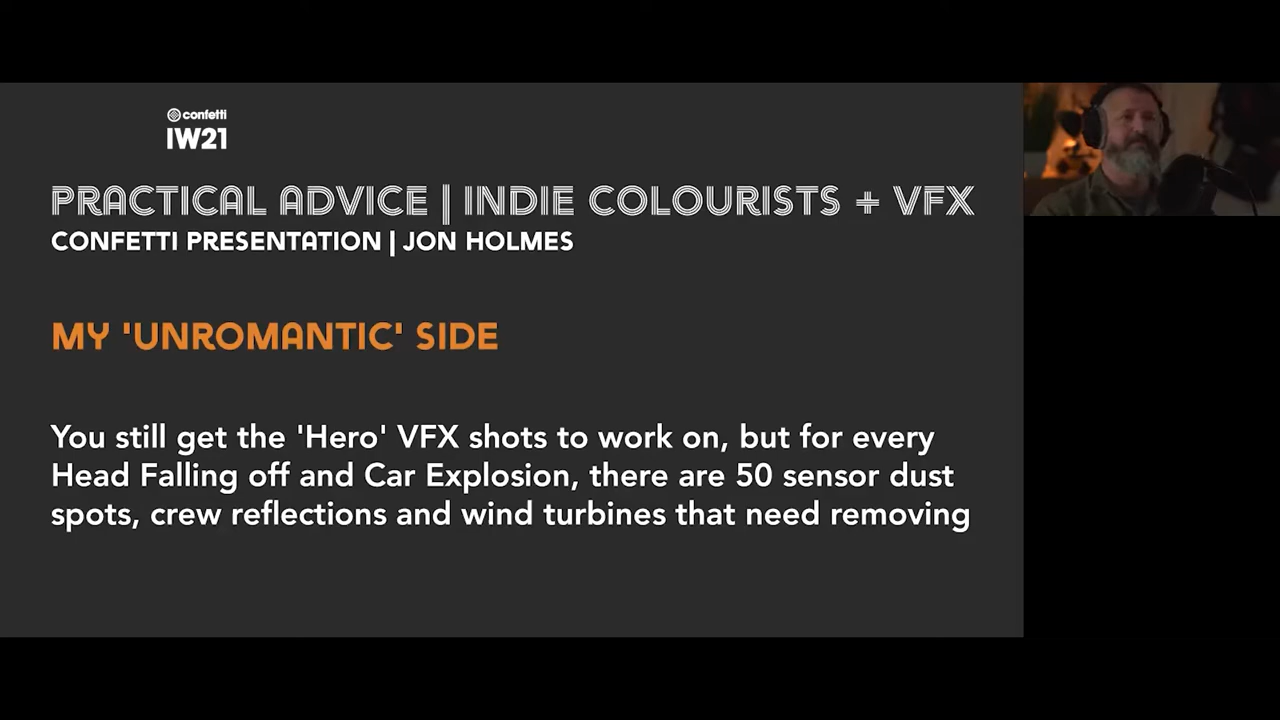 confetti
IW21
PRACTICAL ADVICE | INDIE COLOURISTS + VFX
CONFETTI PRESENTATION | JON HOLMES
MY 'UNROMANTIC' SIDE
You still get the 'Hero' VFX shots to work on, but for every
Head Falling off and Car Explosion, there are 50 sensor dust
spots, crew reflections and wind turbines that need removing